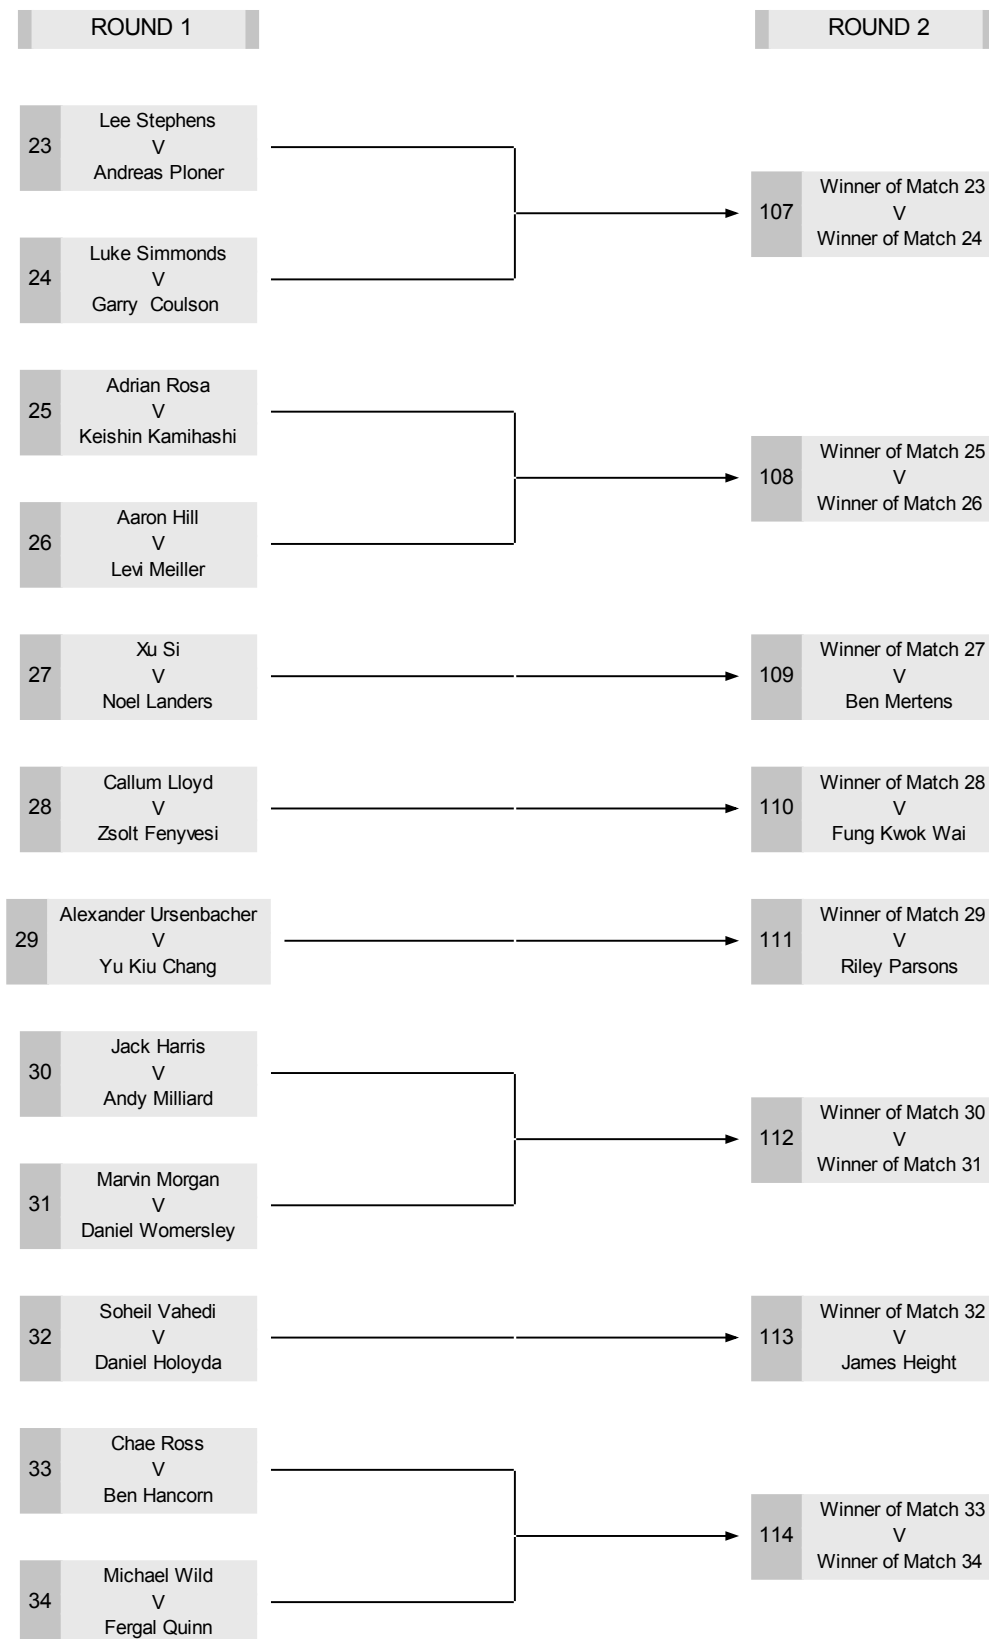 ROUND 1
ROUND 2
23
Lee Stephens
V
Andreas Ploner
24
Luke Simmonds
V
Garry  Coulson
107
Winner of Match 23
V
Winner of Match 24
25
Adrian Rosa
V
Keishin Kamihashi
26
Aaron Hill
V
Levi Meiller
108
Winner of Match 25
V
Winner of Match 26
27
Xu Si
V
Noel Landers
109
Winner of Match 27
V
Ben Mertens
28
Callum Lloyd
V
Zsolt Fenyvesi
110
Winner of Match 28
V
Fung Kwok Wai
29
Alexander Ursenbacher
V
Yu Kiu Chang
111
Winner of Match 29
V
Riley Parsons
30
Jack Harris
V
Andy Milliard
31
Marvin Morgan
V
Daniel Womersley
112
Winner of Match 30
V
Winner of Match 31
32
Soheil Vahedi
V
Daniel Holoyda
113
Winner of Match 32
V
James Height
33
Chae Ross
V
Ben Hancorn
34
Michael Wild
V
Fergal Quinn
114
Winner of Match 33
V
Winner of Match 34